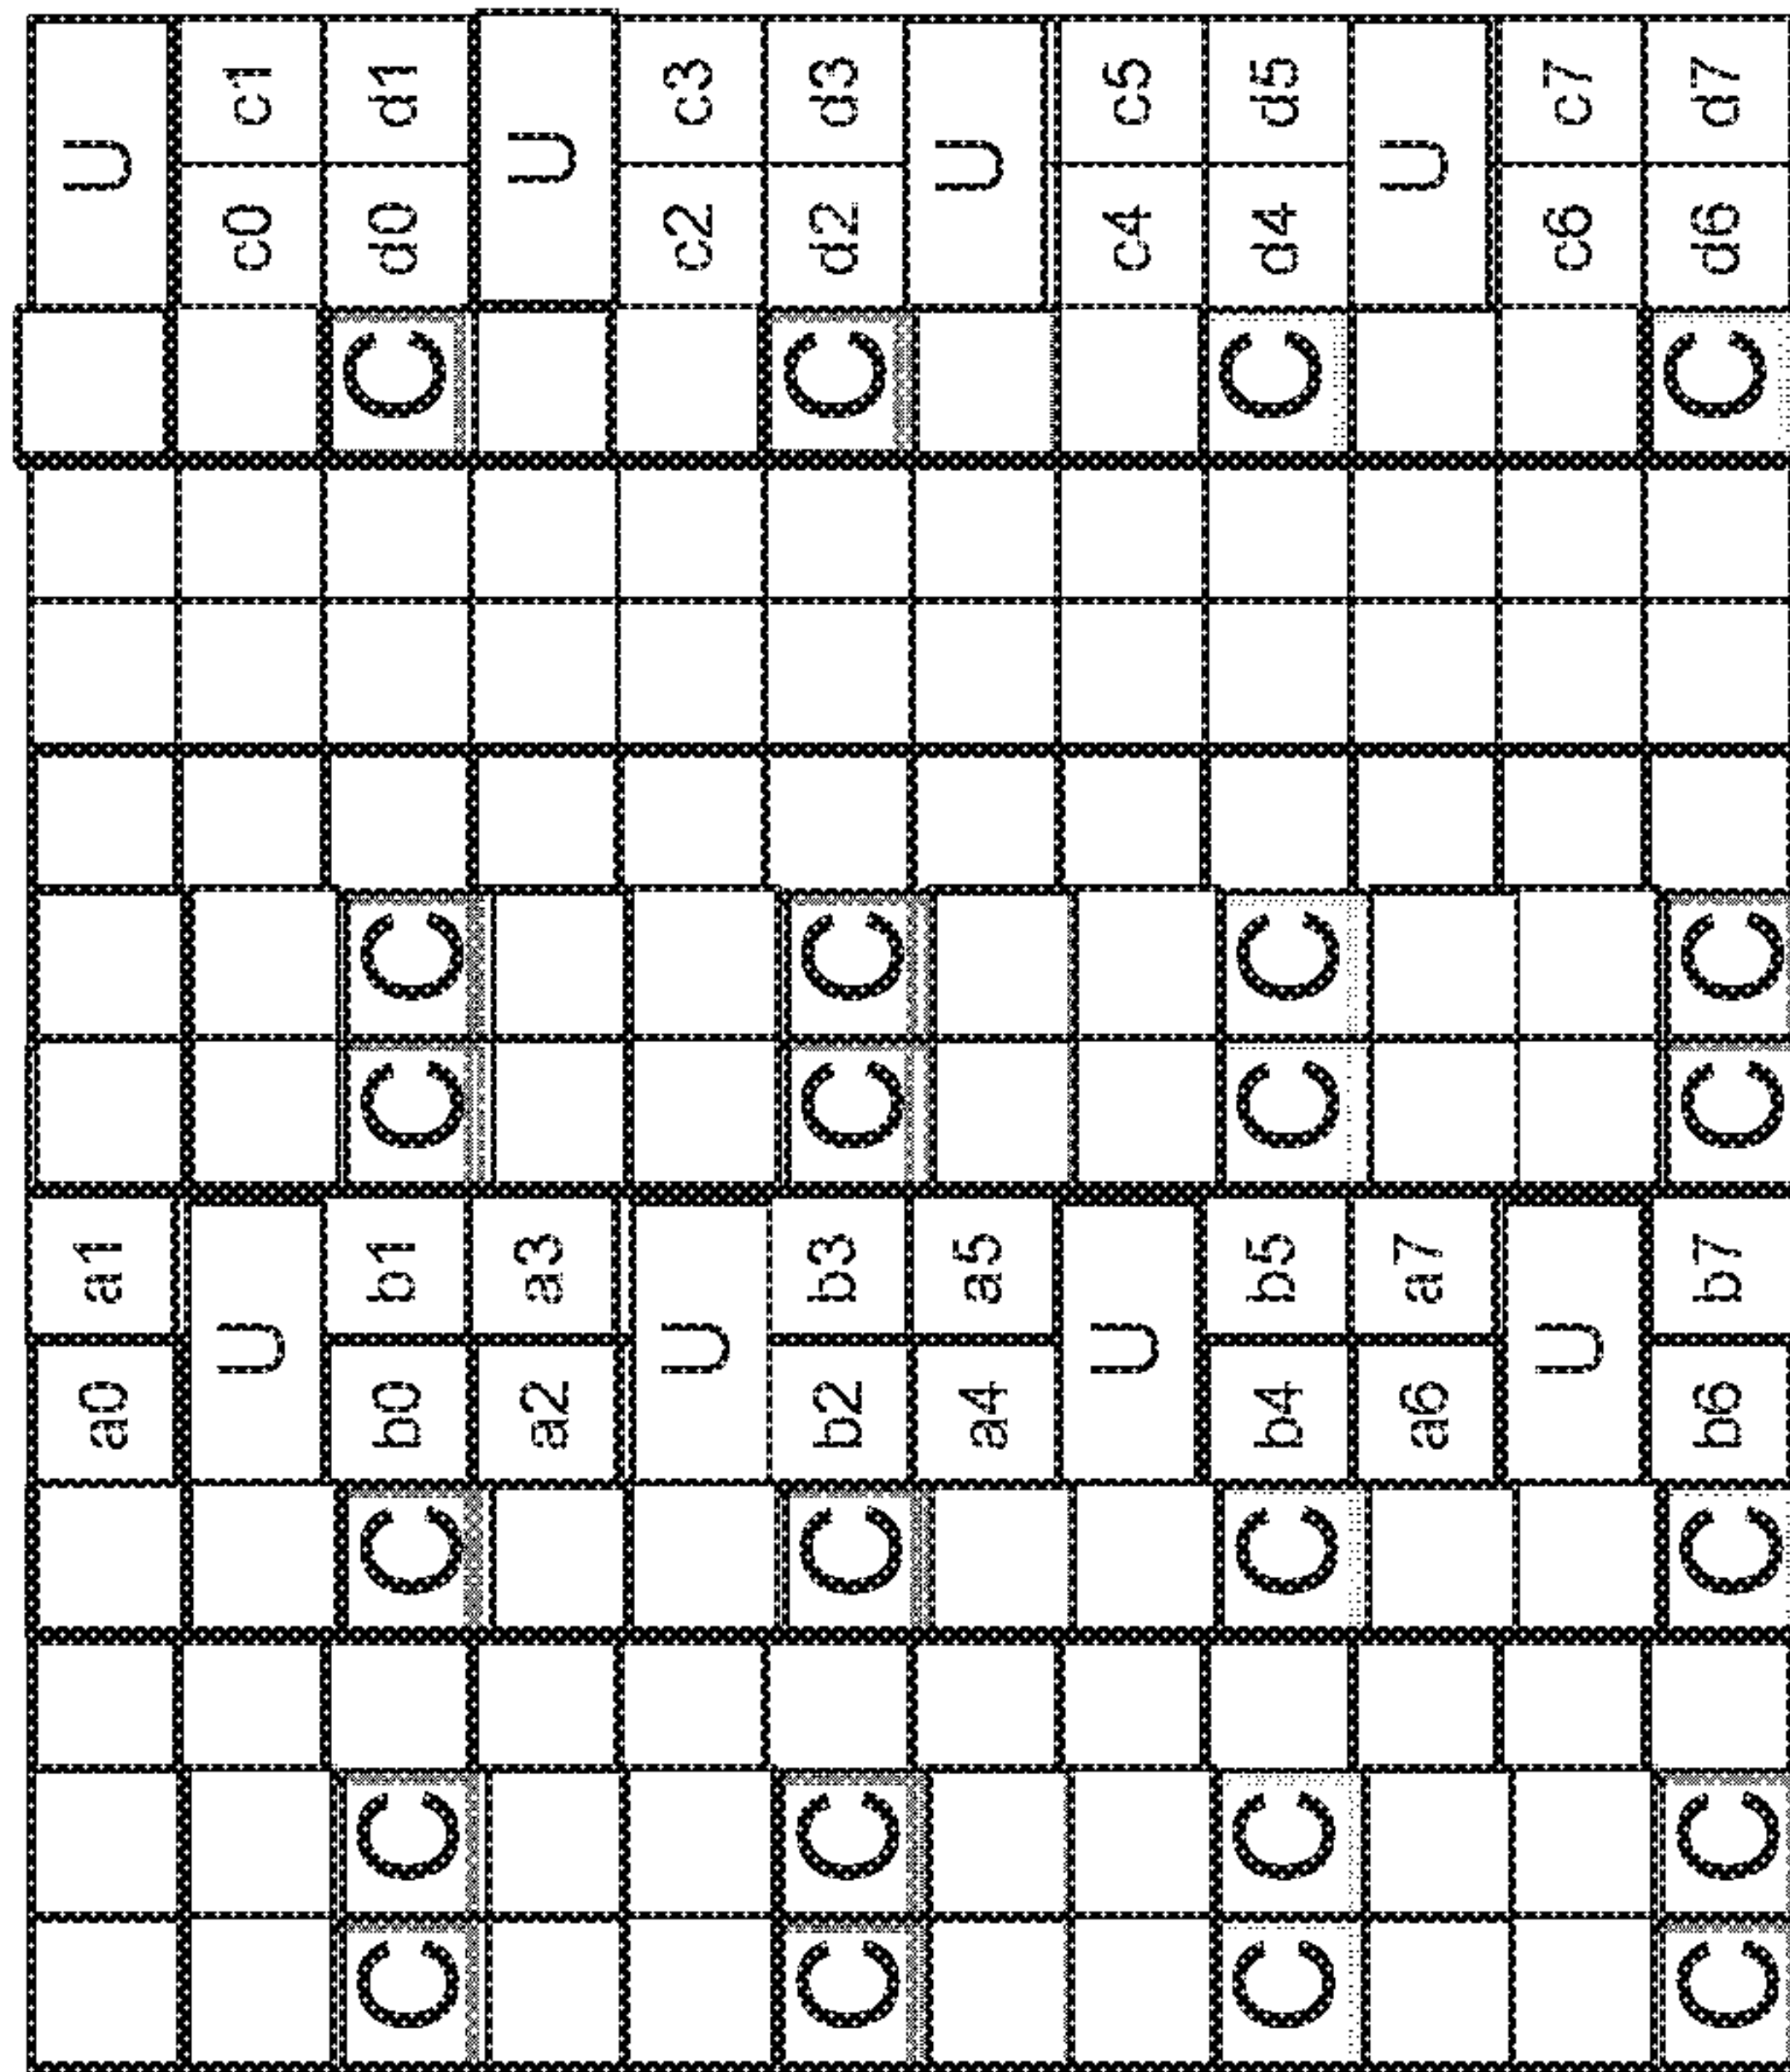 a0 a1 U
U c0 c1
C C C b0 b1 C C C d0 d1
a2 a3 U
U c2 c3
C C C b2 b3 C C C d2 d3
a4 a5 U
U c4 c5
C C C b4 b5 C C C d4 d5
a6 a7 U
U c6 c7
C C C b6 b7 C C C d6 d7